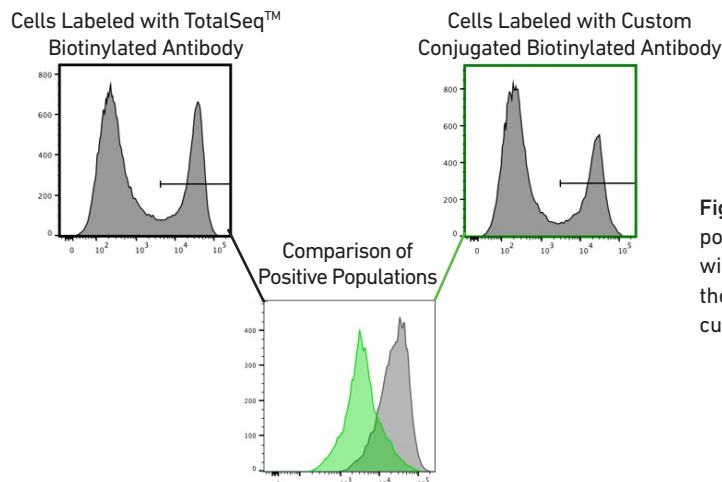 Cells Labeled with TotalSeq™
Biotinylated Antibody
Cells Labeled with Custom
Conjugated Biotinylated Antibody
800
600
400
200
0
0 10² 10³ 10⁴ 10⁵
800
600
400
200
0
0 10² 10³ 10⁴ 10⁵
Comparison of
Positive Populations
400
300
200
100
0
Fig
po
wi
the
cu